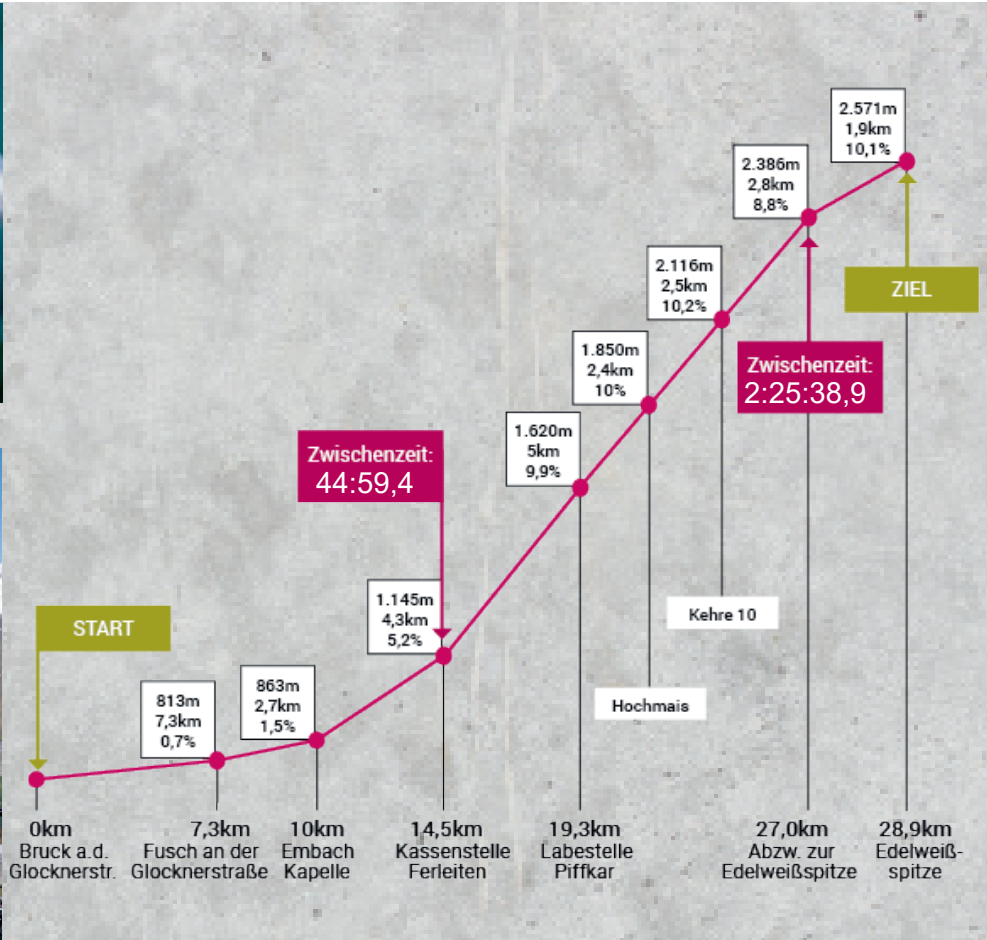 2.571m
1,9km
10,1%
2.386m
2,8km
8,8%
ZIEL
2.116m
2,5km
10,2%
1.850m
2,4km
10%
Zwischenzeit:
2:25:38,9
1.620m
5km
9,9%
Zwischenzeit:
44:59,4
1.145m
4,3km
5,2%
Kehre 10
START
863m
2,7km
1,5%
813m
7,3km
0,7%
Hochmais
0km
Bruck a.d.
Glocknerstr.
7,3km
Fusch an der
Glocknerstraße
10km
Embach
Kapelle
14,5km
Kassenstelle
Ferleiten
19,3km
Labestelle
Piffkar
27,0km
Abzw. zur
Edelweißspitze
28,9km
Edelweiß-
spitze